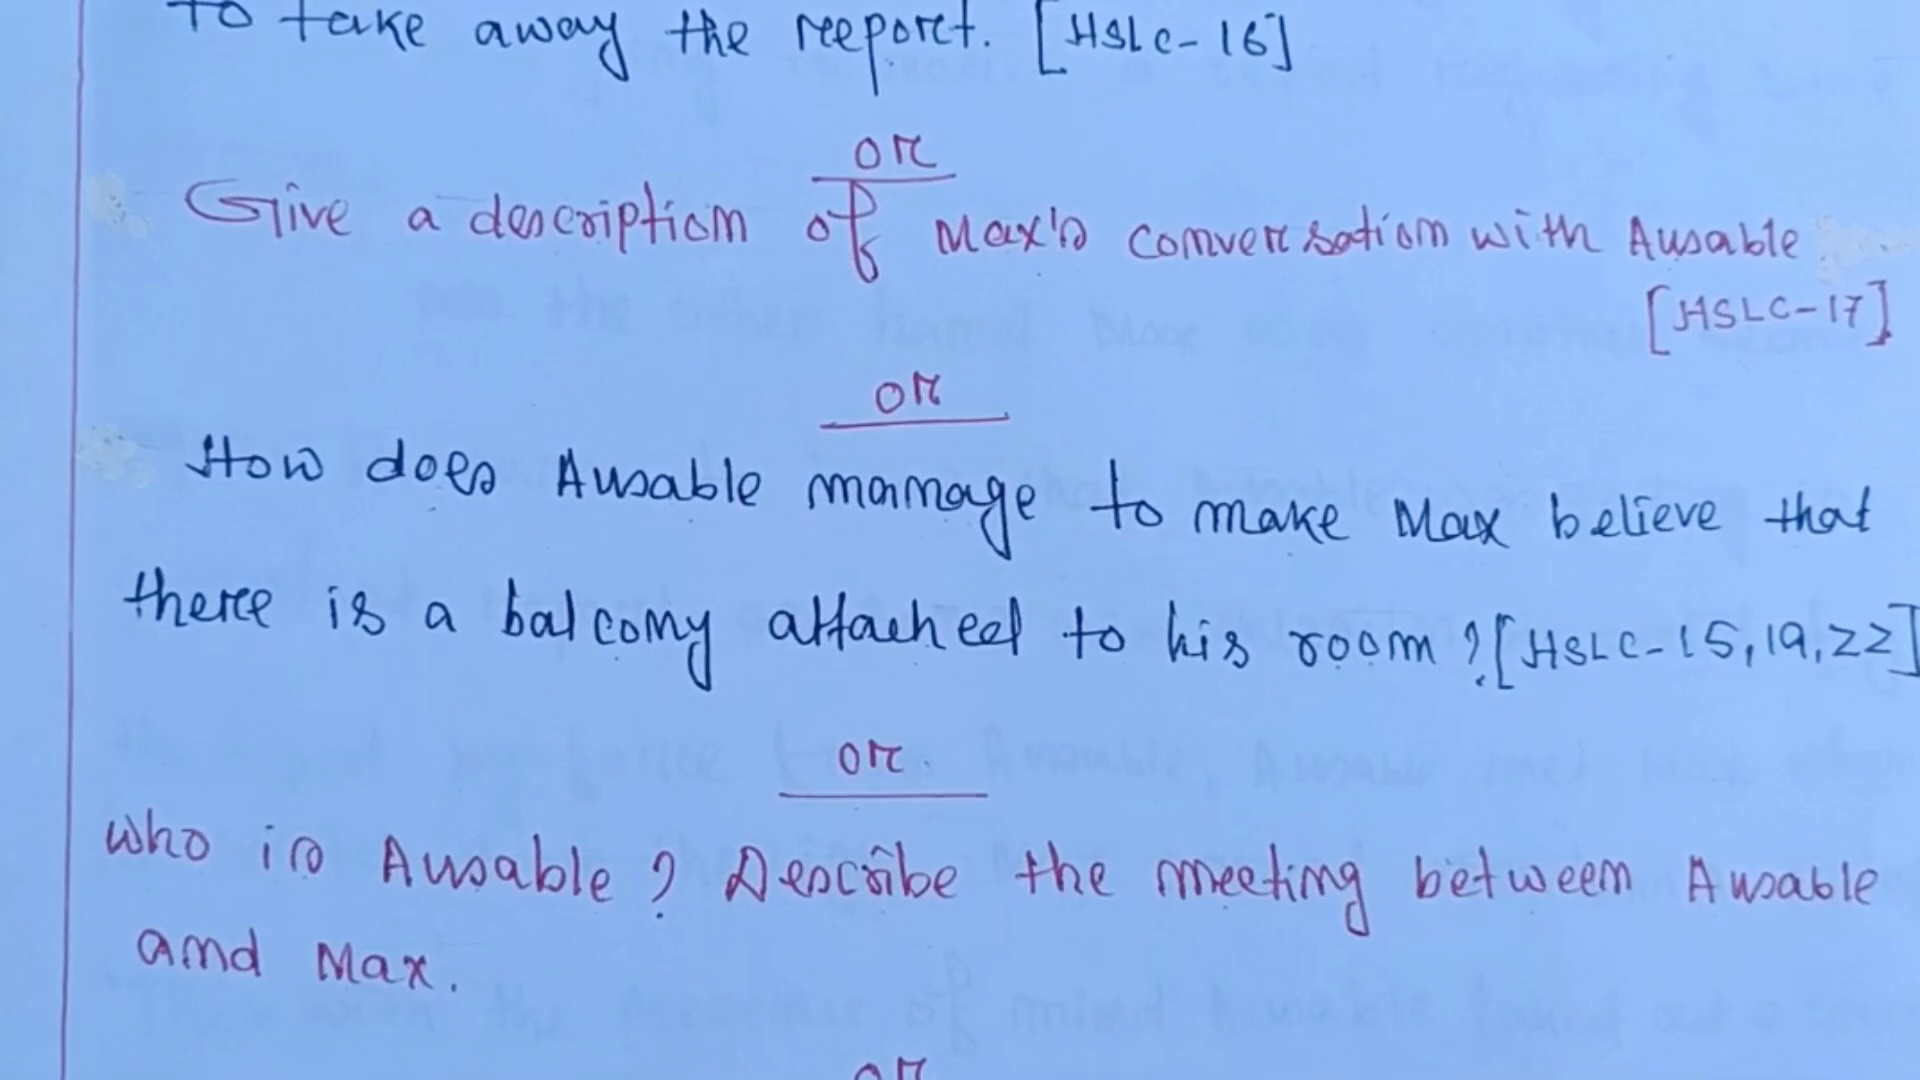 To take away the report. [HSLC-16]
or
Give a description of Max's conversation with Ausable
[HSLC-17]
or
How does Ausable manage to make Max believe that
there is a balcony attached to his room? [HSLC-15,19,22]
or
Who is Ausable? Describe the meeting between Ausable
and Max.
or